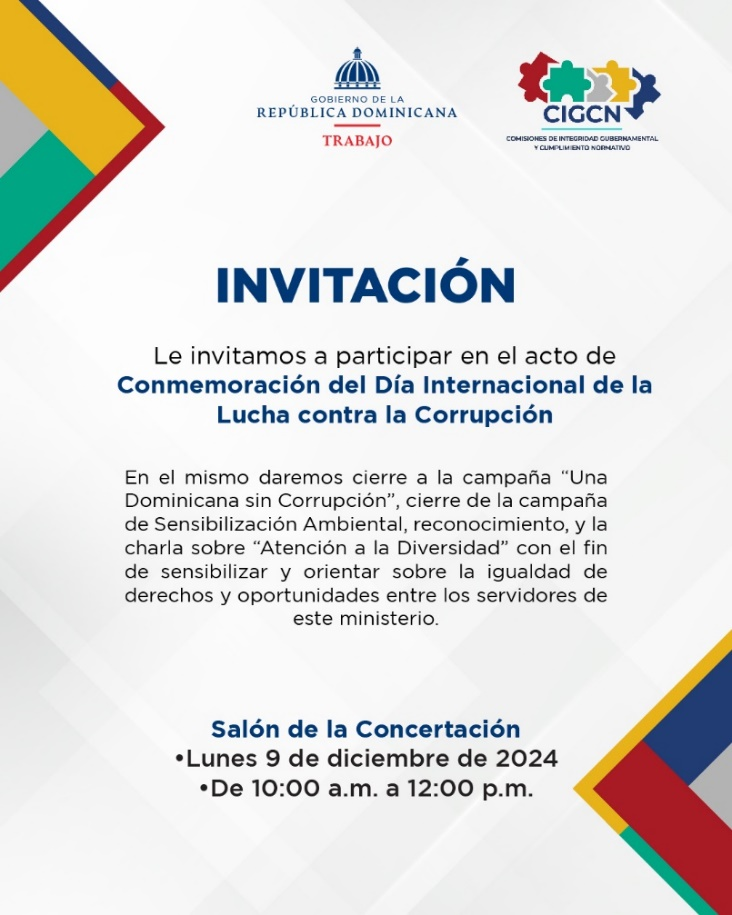 GOBIERNO DE LA
REPÚBLICA DOMINICANA
TRABAJO
CIGCN
COMISIONES DE INTEGRIDAD GUBERNAMENTAL
Y CUMPLIMIENTO NORMATIVO
INVITACIÓN
Le invitamos a participar en el acto de
Conmemoración del Día Internacional de la
Lucha contra la Corrupción
En el mismo daremos cierre a la campaña “Una
Dominicana sin Corrupción”, cierre de la campaña
de Sensibilización Ambiental, reconocimiento, y la
charla sobre “Atención a la Diversidad” con el fin
de sensibilizar y orientar sobre la igualdad de
derechos y oportunidades entre los servidores de
este ministerio.
Salón de la Concertación
•Lunes 9 de diciembre de 2024
•De 10:00 a.m. a 12:00 p.m.